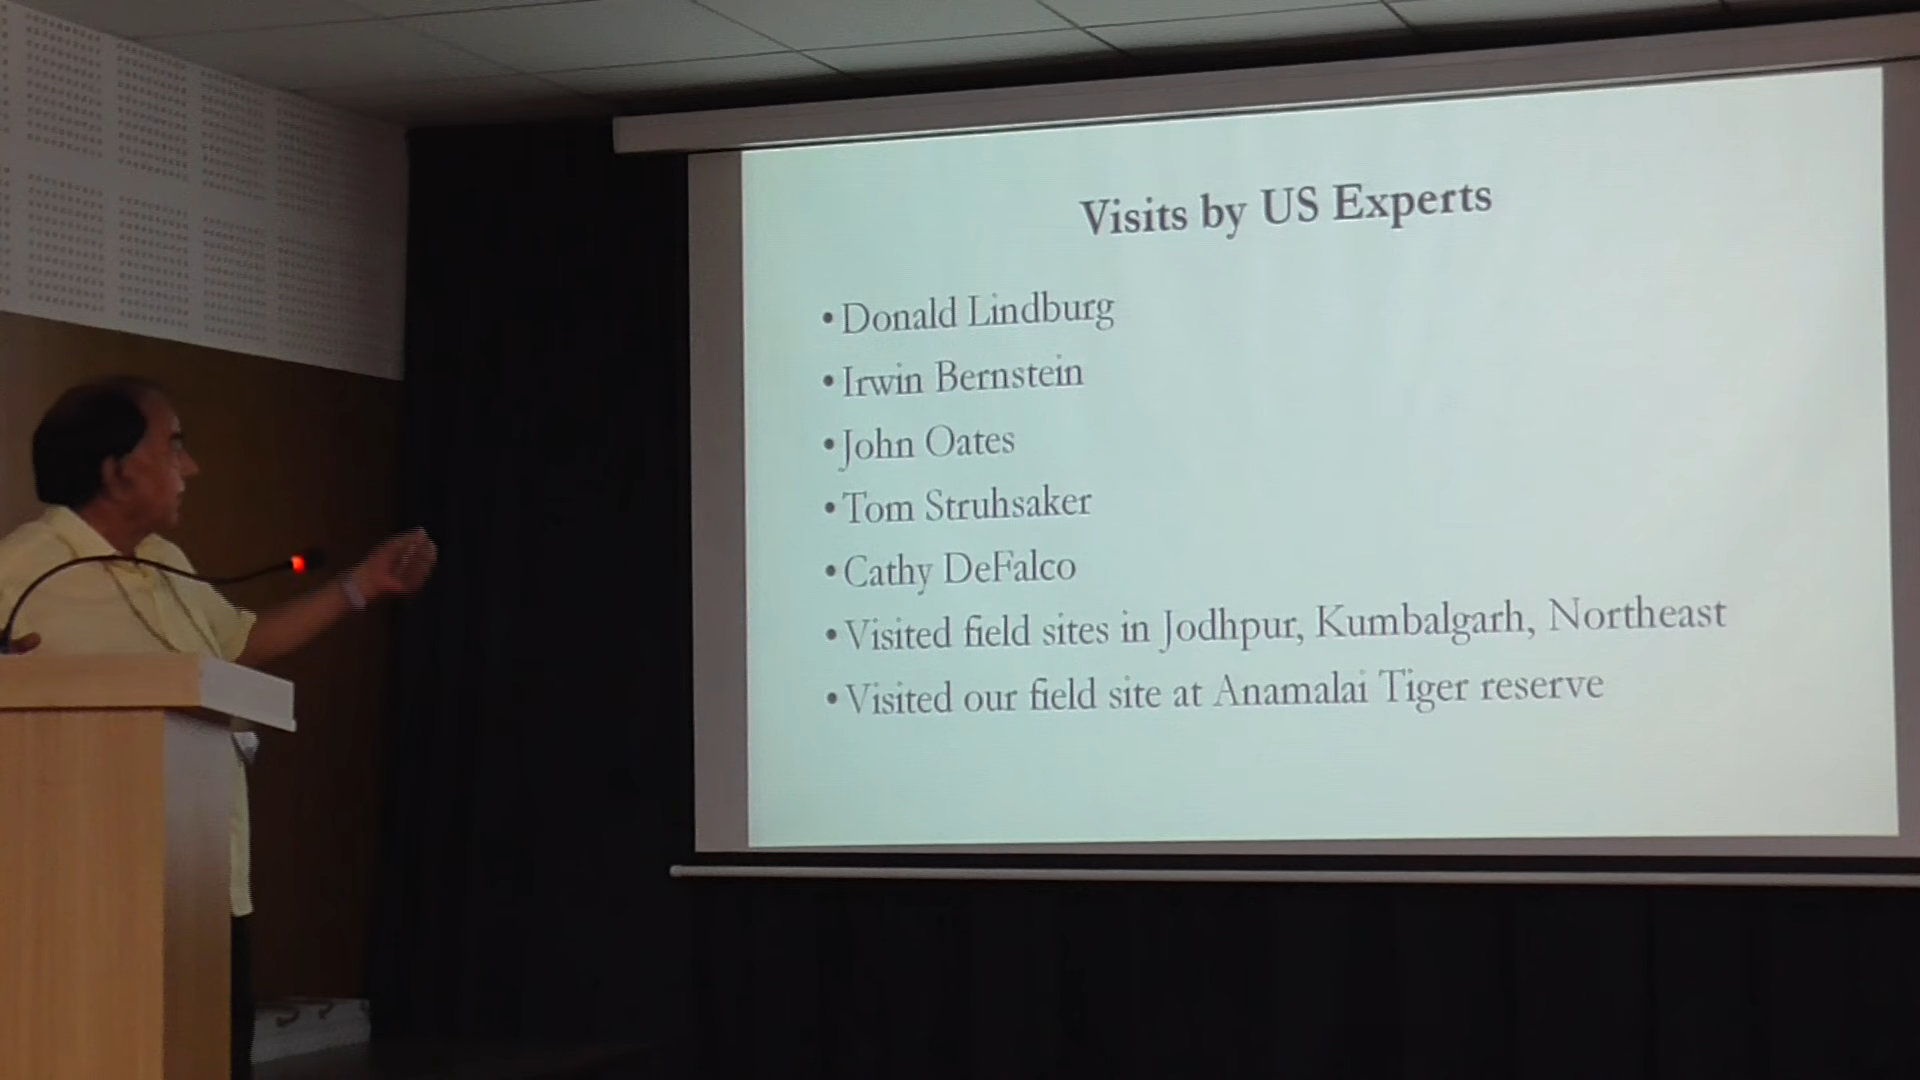 Visits by US Experts
• Donald Lindburg
• Irwin Bernstein
• John Oates
• Tom Struhsaker
• Cathy DeFalco
• Visited field sites in Jodhpur, Kumbalgarh, Northeast
• Visited our field site at Anamalai Tiger reserve